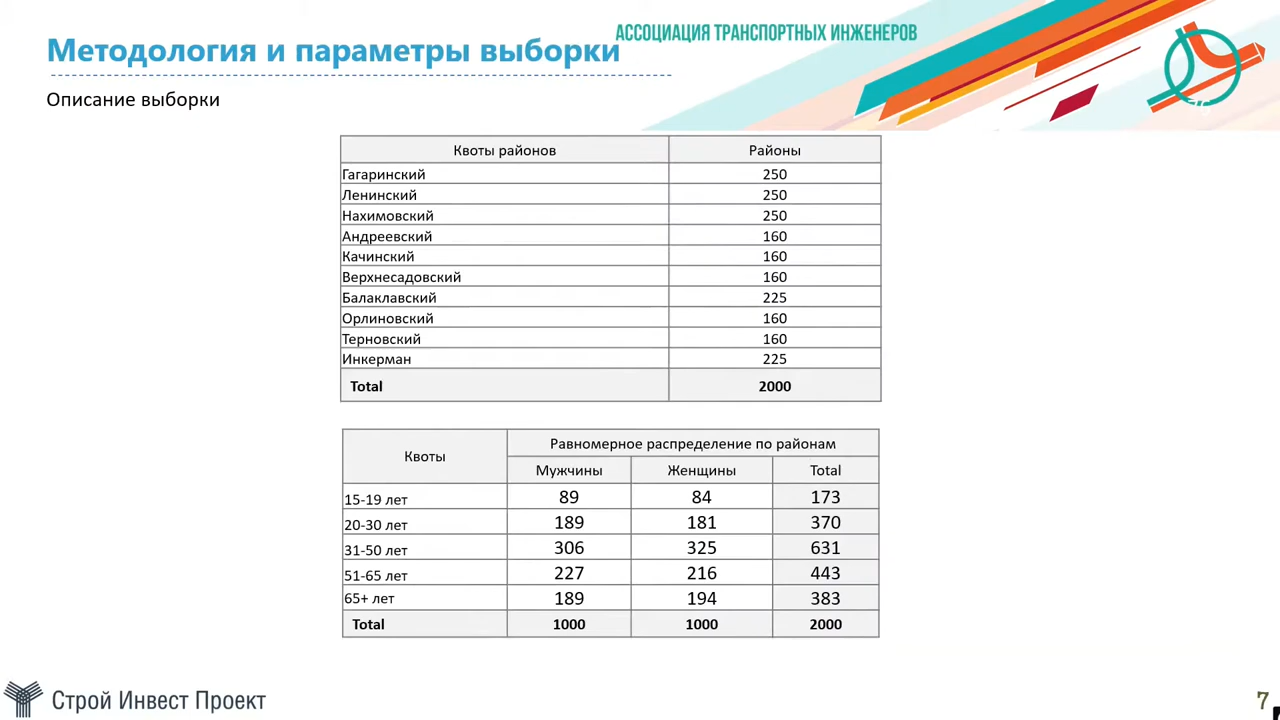 АССОЦИАЦИЯ ТРАНСПОРТНЫХ ИНЖЕНЕРОВ
Методология и параметры выборки
Описание выборки
Квоты районов Районы
Гагаринский 250
Ленинский 250
Нахимовский 250
Андреевский 160
Качинский 160
Верхнесадовский 160
Балаклавский 225
Орлиновский 160
Терновский 160
Инкерман 225
Total 2000
Квоты Равномерное распределение по районам
Мужчины Женщины Total
15-19 лет 89 84 173
20-30 лет 189 181 370
31-50 лет 306 325 631
51-65 лет 227 216 443
65+ лет 189 194 383
Total 1000 1000 2000
Строй Инвест Проект
7